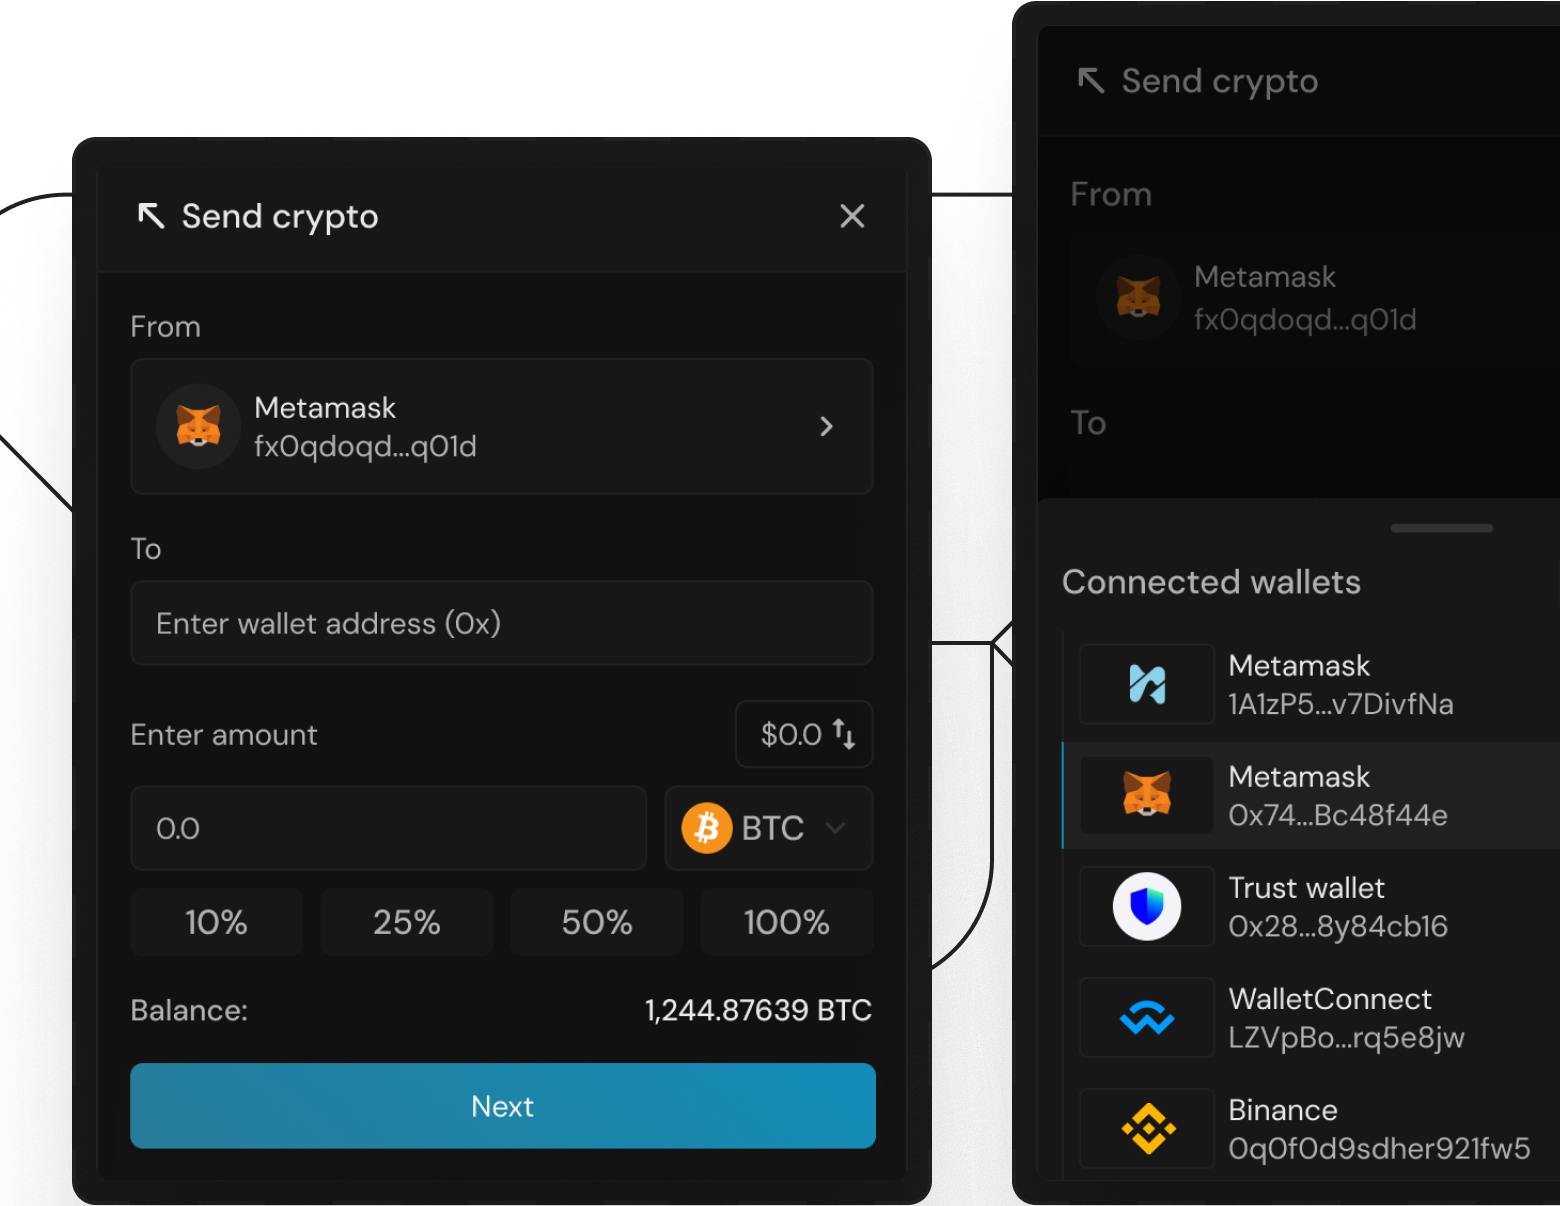 Send crypto
From
Metamask
fx0qdoqd...q01d
To
Enter wallet address (0x)
Enter amount
$0.0
0.0
BTC
10% 25% 50% 100%
Balance: 1,244.87639 BTC
Next
Send crypto
From
Metamask
fx0qdoqd...q01d
To
Connected wallets
Metamask
1A1zP5...v7DivfNa
Metamask
0x74...Bc48f44e
Trust wallet
0x28...8y84cb16
WalletConnect
LZVpBo...rq5e8jw
Binance
0q0f0d9sdher921fw5